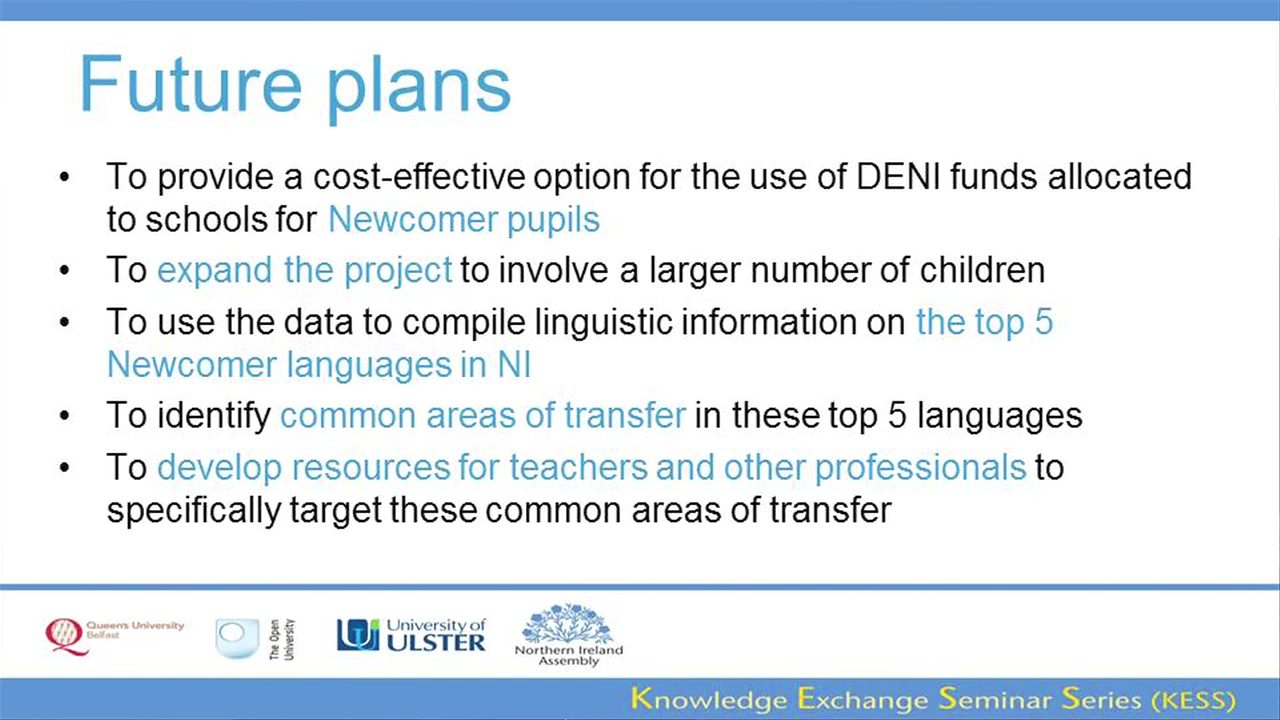 Future plans
• To provide a cost-effective option for the use of DENI funds allocated
to schools for Newcomer pupils
• To expand the project to involve a larger number of children
• To use the data to compile linguistic information on the top 5
Newcomer languages in NI
• To identify common areas of transfer in these top 5 languages
• To develop resources for teachers and other professionals to
specifically target these common areas of transfer
Queen's University
Belfast
The Open
University
University of
ULSTER
Northern Ireland
Assembly
Knowledge Exchange Seminar Series (KESS)